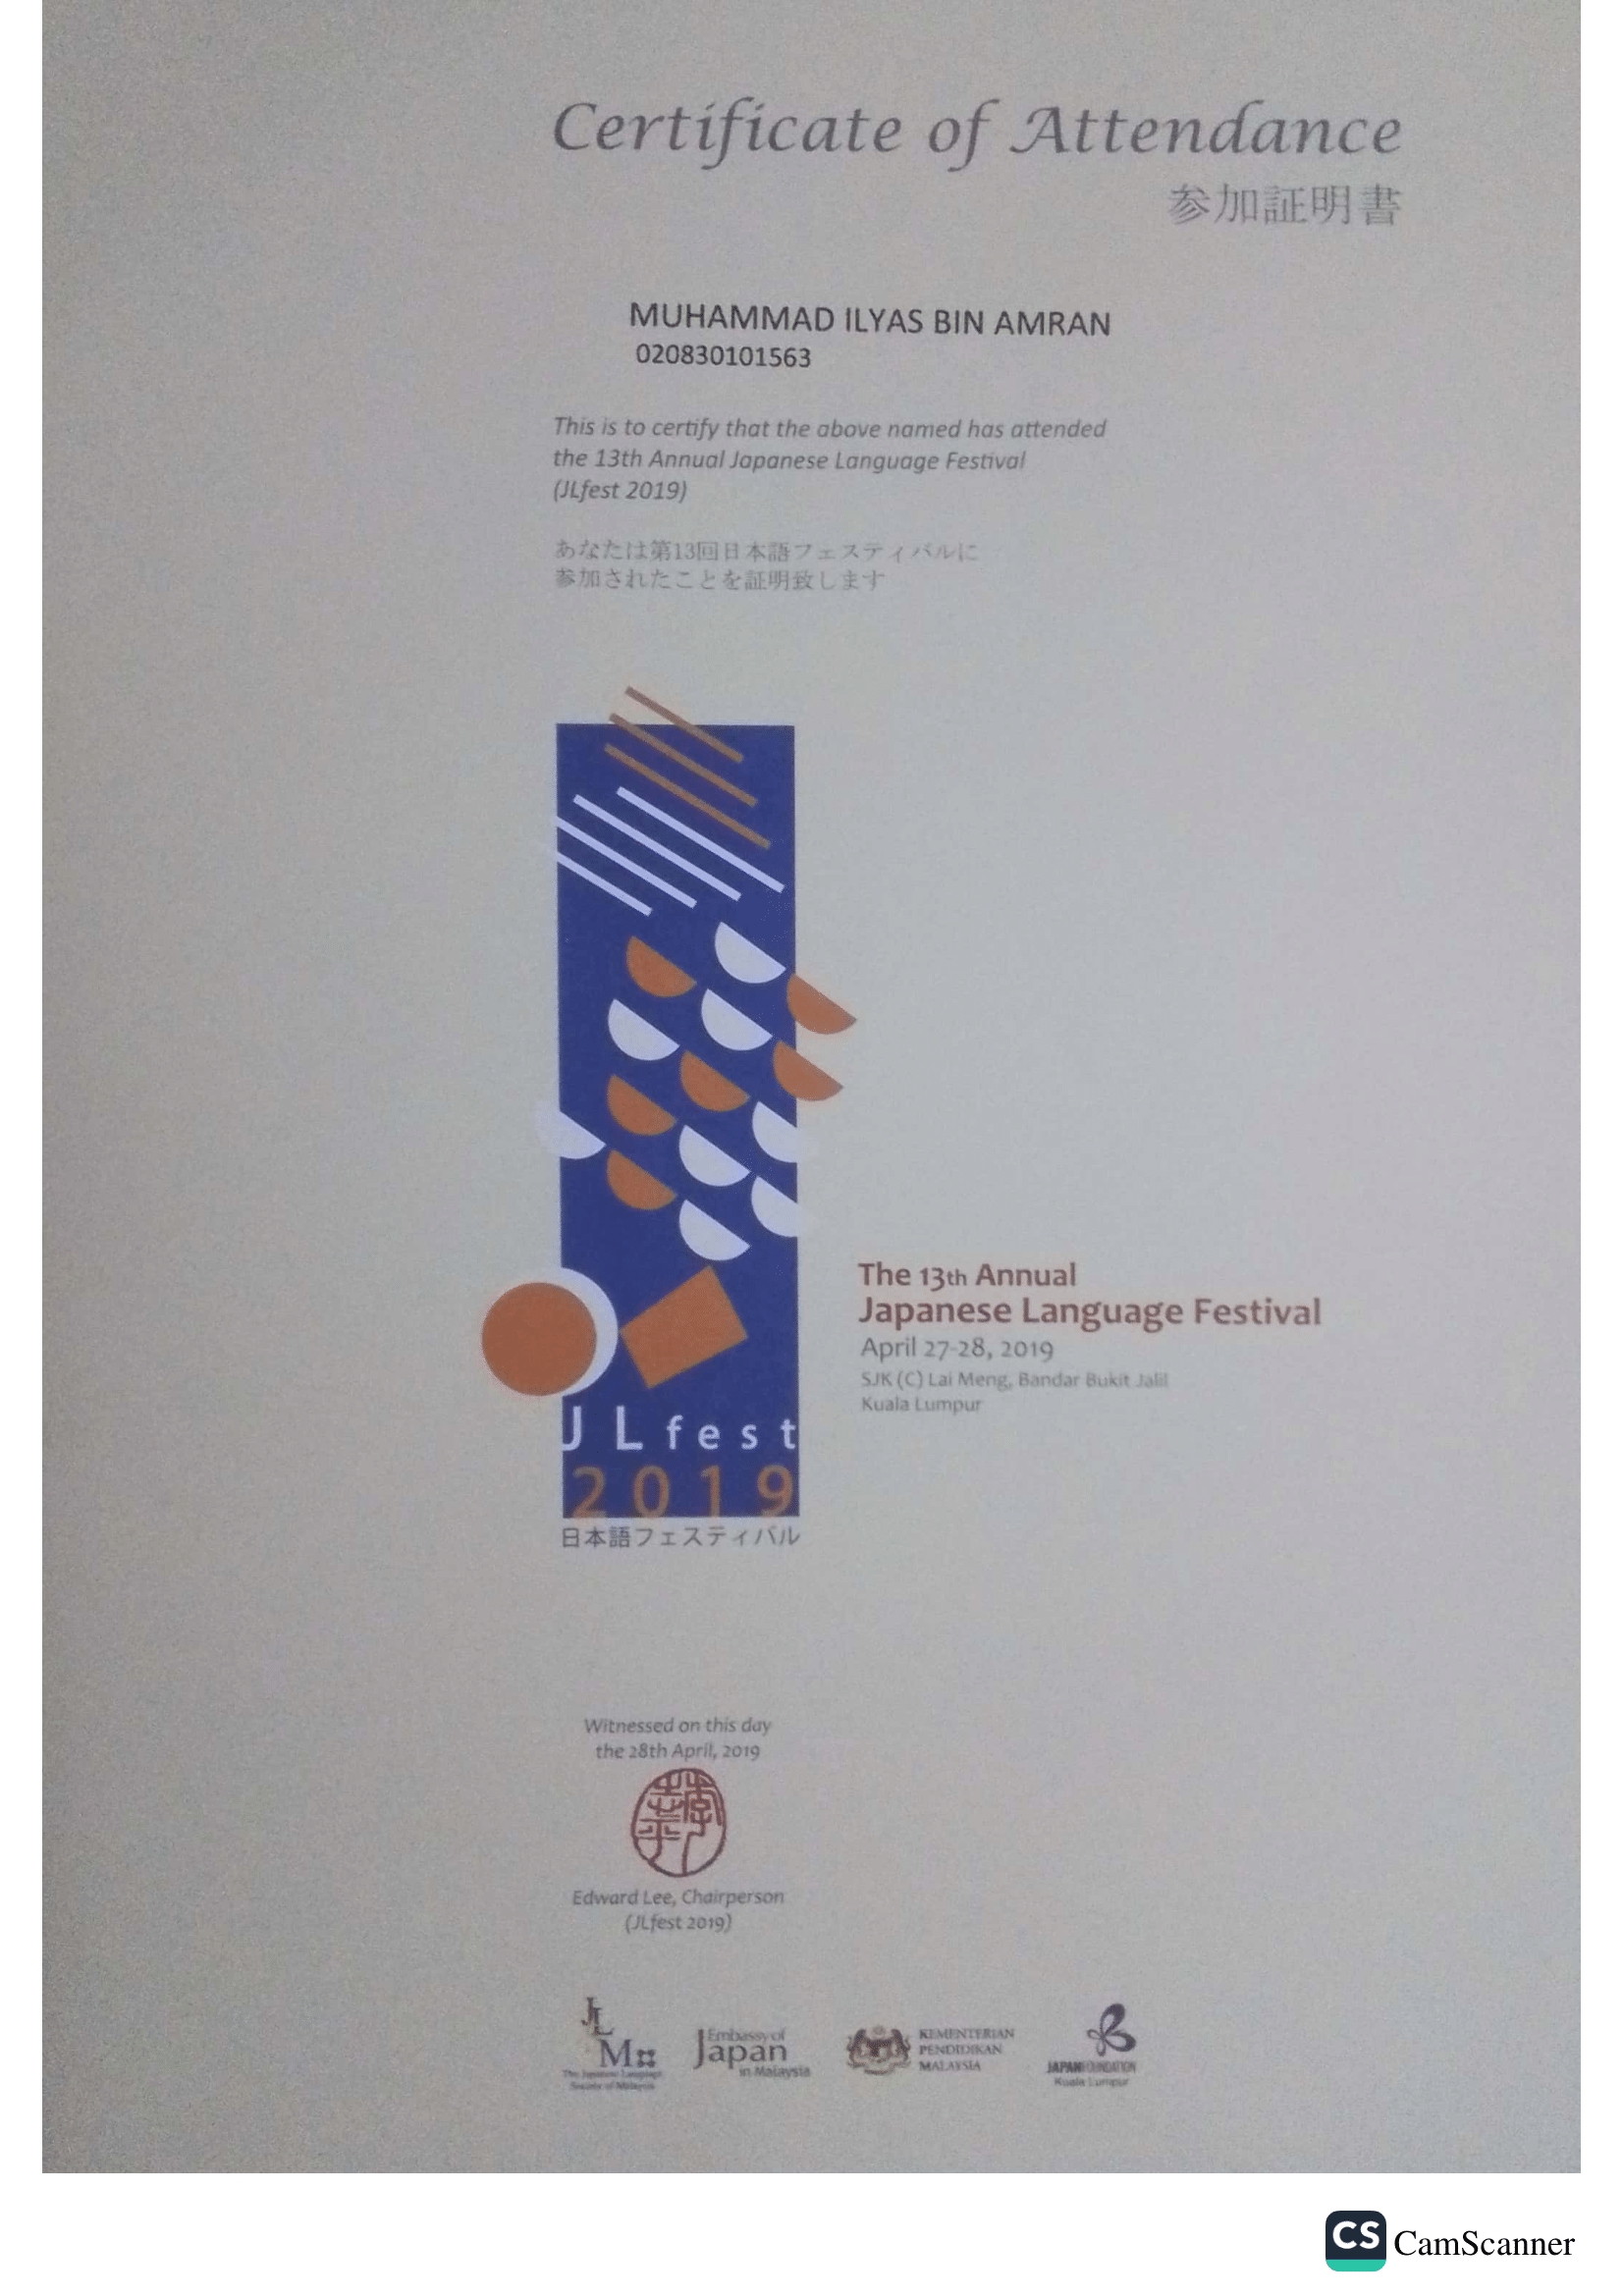 Certificate of Attendance
参加証明書
MUHAMMAD ILYAS BIN AMRAN
020830101563
This is to certify that the above named has attended
the 13th Annual Japanese Language Festival
(JLfest 2019)
あなたは第13回日本語フェスティバルに
参加されたことを証明致します
The 13th Annual
Japanese Language Festival
April 27-28, 2019
SJK (C) Lai Meng, Bandar Bukit Jalil
Kuala Lumpur
JLfest
2019
日本語フェスティバル
Witnessed on this day
the 28th April, 2019
Edward Lee, Chairperson
(JLfest 2019)
JL
M
The Japanese Language
Society of Malaysia
Embassy of
Japan
in Malaysia
KEMENTERIAN
PENDIDIKAN
MALAYSIA
JAPANFOUNDATION
Kuala Lumpur
CS CamScanner